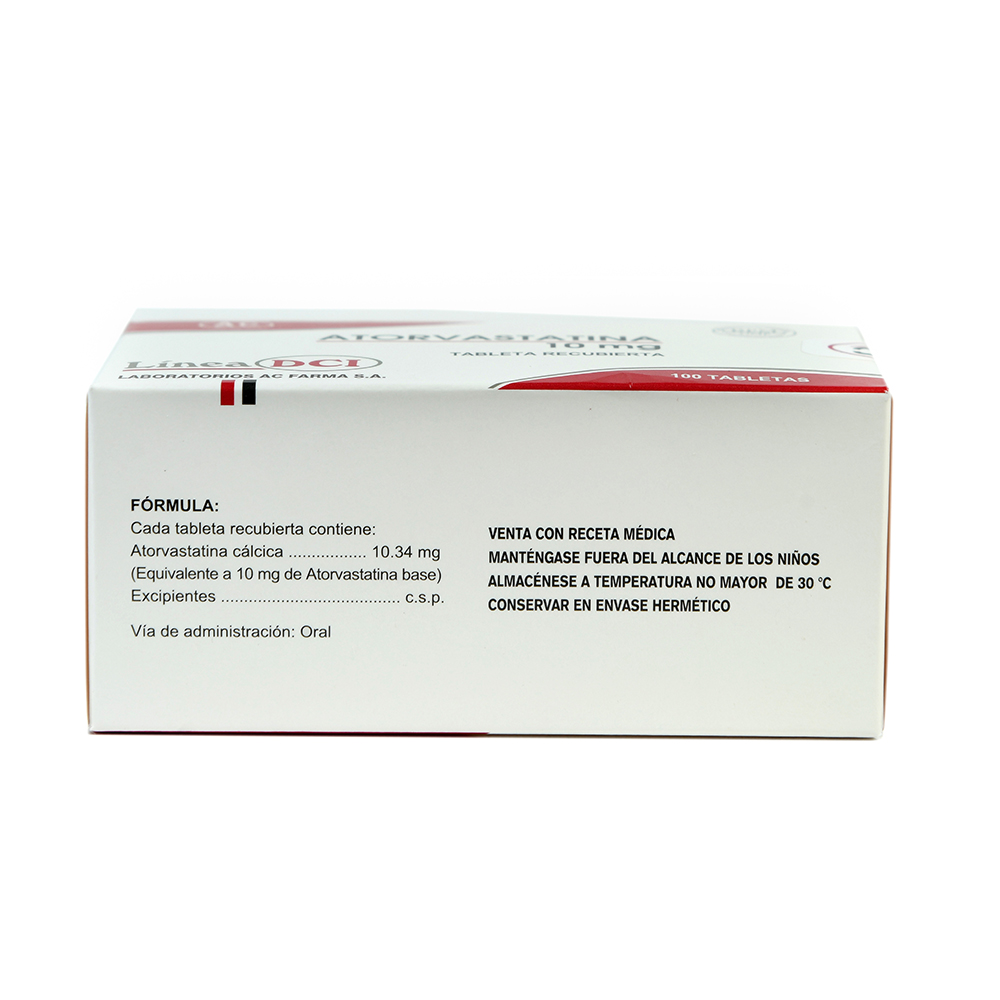 ATORVASTATINA
10 mg
TABLETA RECUBIERTA
Línea DCI
LABORATORIOS AC FARMA S.A.
100 TABLETAS
FÓRMULA:
Cada tableta recubierta contiene:
Atorvastatina cálcica ................. 10.34 mg
(Equivalente a 10 mg de Atorvastatina base)
Excipientes ....................................... c.s.p.
Vía de administración: Oral
VENTA CON RECETA MÉDICA
MANTÉNGASE FUERA DEL ALCANCE DE LOS NIÑOS
ALMACÉNESE A TEMPERATURA NO MAYOR DE 30 °C
CONSERVAR EN ENVASE HERMÉTICO